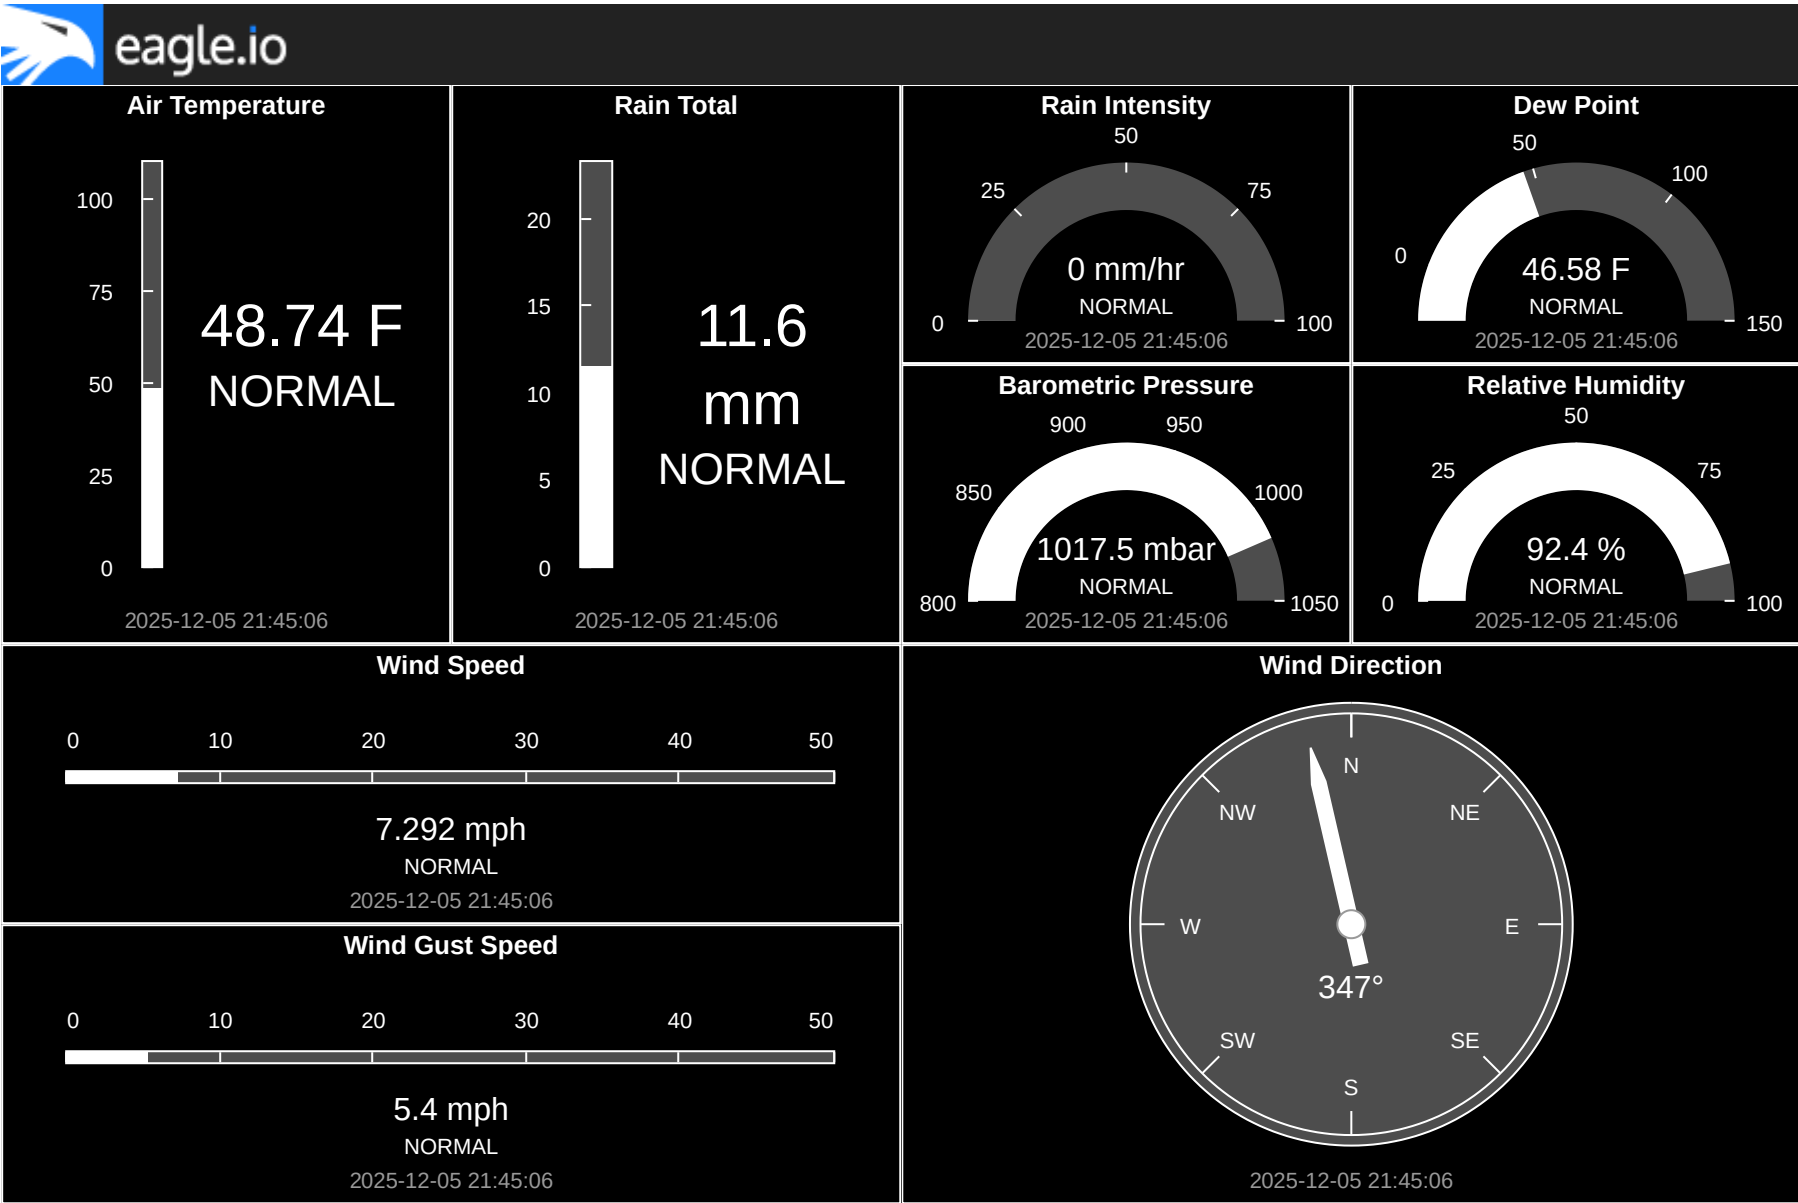 eagle.io
Air Temperature
100
75
50
25
0
48.74 F
NORMAL
2025-12-05 21:45:06
Rain Total
20
15
10
5
0
11.6
mm
NORMAL
2025-12-05 21:45:06
Rain Intensity
0
25
50
75
100
0 mm/hr
NORMAL
2025-12-05 21:45:06
Dew Point
0
50
100
150
46.58 F
NORMAL
2025-12-05 21:45:06
Barometric Pressure
800
850
900
950
1000
1050
1017.5 mbar
NORMAL
2025-12-05 21:45:06
Relative Humidity
0
25
50
75
100
92.4 %
NORMAL
2025-12-05 21:45:06
Wind Speed
0 10 20 30 40 50
7.292 mph
NORMAL
2025-12-05 21:45:06
Wind Gust Speed
0 10 20 30 40 50
5.4 mph
NORMAL
2025-12-05 21:45:06
Wind Direction
N
NW NE
W E
347°
SW SE
S
2025-12-05 21:45:06